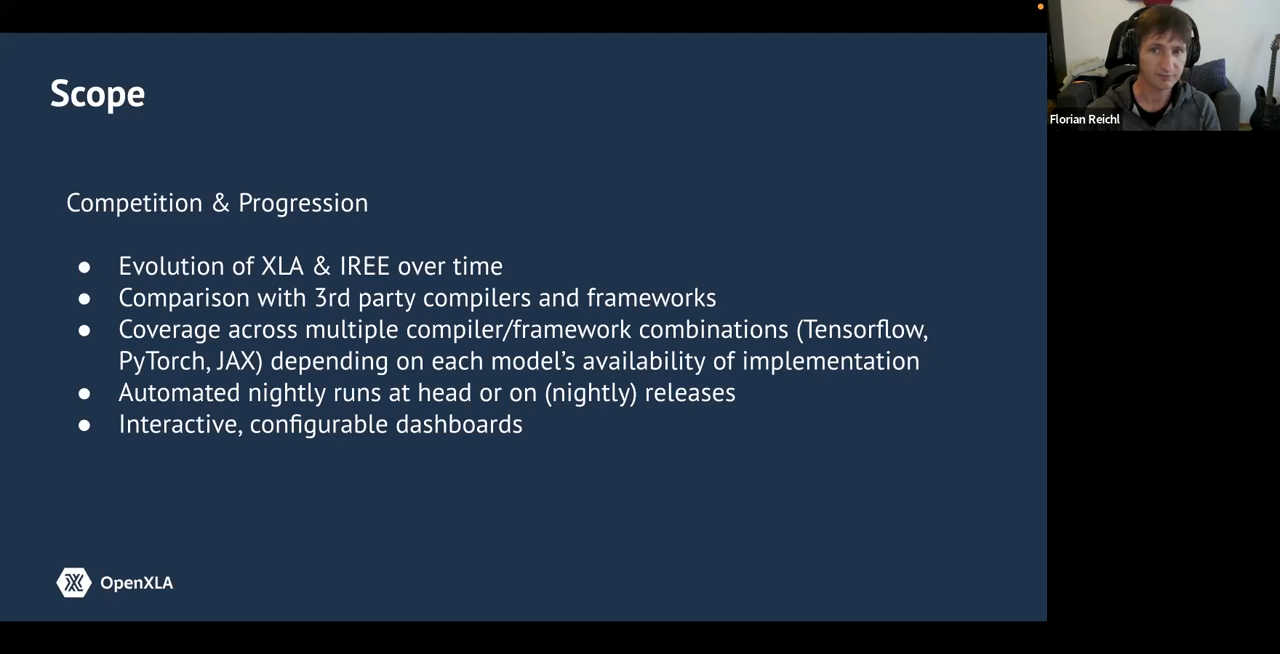 Scope
Florian Reichl
Competition & Progression
● Evolution of XLA & IREE over time
● Comparison with 3rd party compilers and frameworks
● Coverage across multiple compiler/framework combinations (Tensorflow,
PyTorch, JAX) depending on each model’s availability of implementation
● Automated nightly runs at head or on (nightly) releases
● Interactive, configurable dashboards
OpenXLA